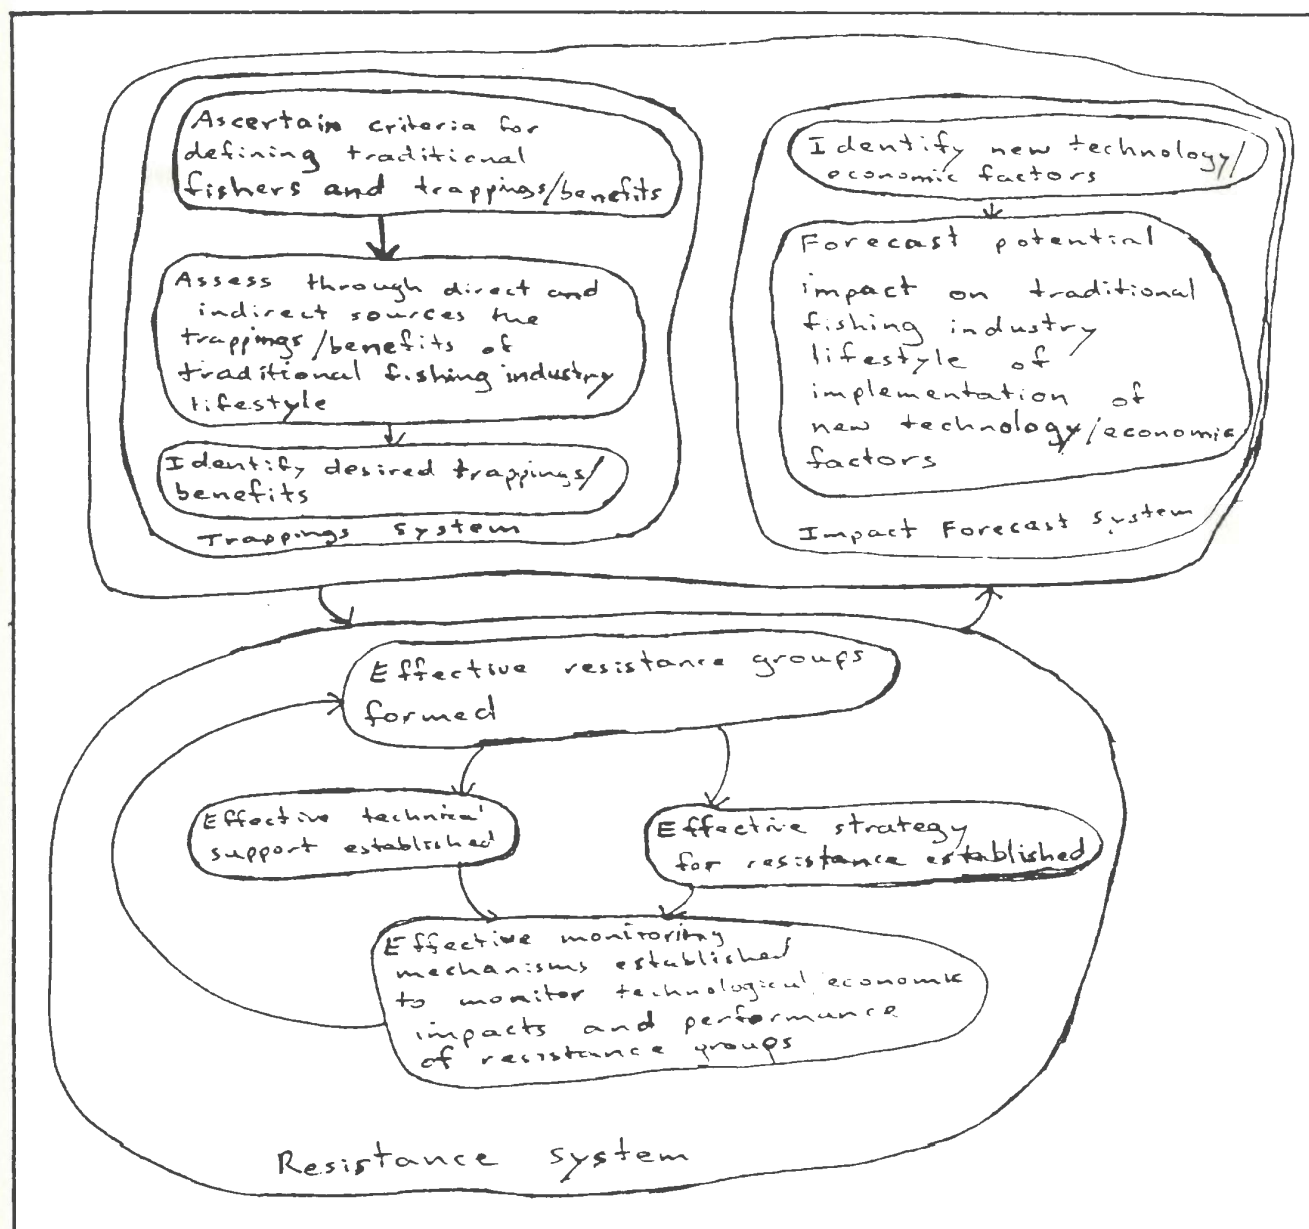 Ascertain criteria for
defining traditional
fishers and trappings/benefits
Assess through direct and
indirect sources the
trappings/benefits of
traditional fishing industry
lifestyle
Identify desired trappings/
benefits
Trappings System
Identify new technology/
economic factors
Forecast potential
impact on traditional
fishing industry
lifestyle of
implementation of
new technology/economic
factors
Impact Forecast System
Effective resistance groups
formed
Effective technical
support established
Effective strategy
for resistance established
Effective monitoring
mechanisms established
to monitor technological/economic
impacts and performance
of resistance groups
Resistance System